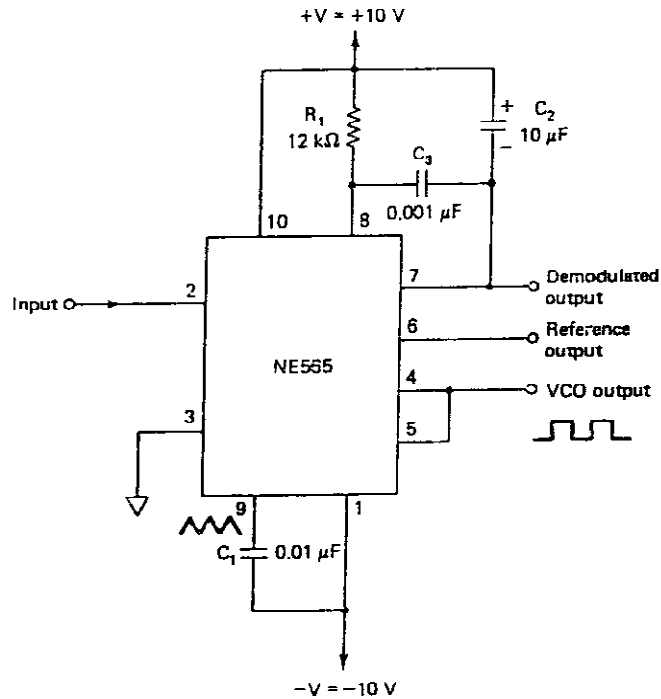 +V = +10 V
R1
12 kΩ
+
C2
10 μF
−
C3
0.001 μF
10
8
7
Demodulated
output
Input
2
6
Reference
output
NE565
4
VCO output
3
5
9
1
C1
0.01 μF
−V = −10 V